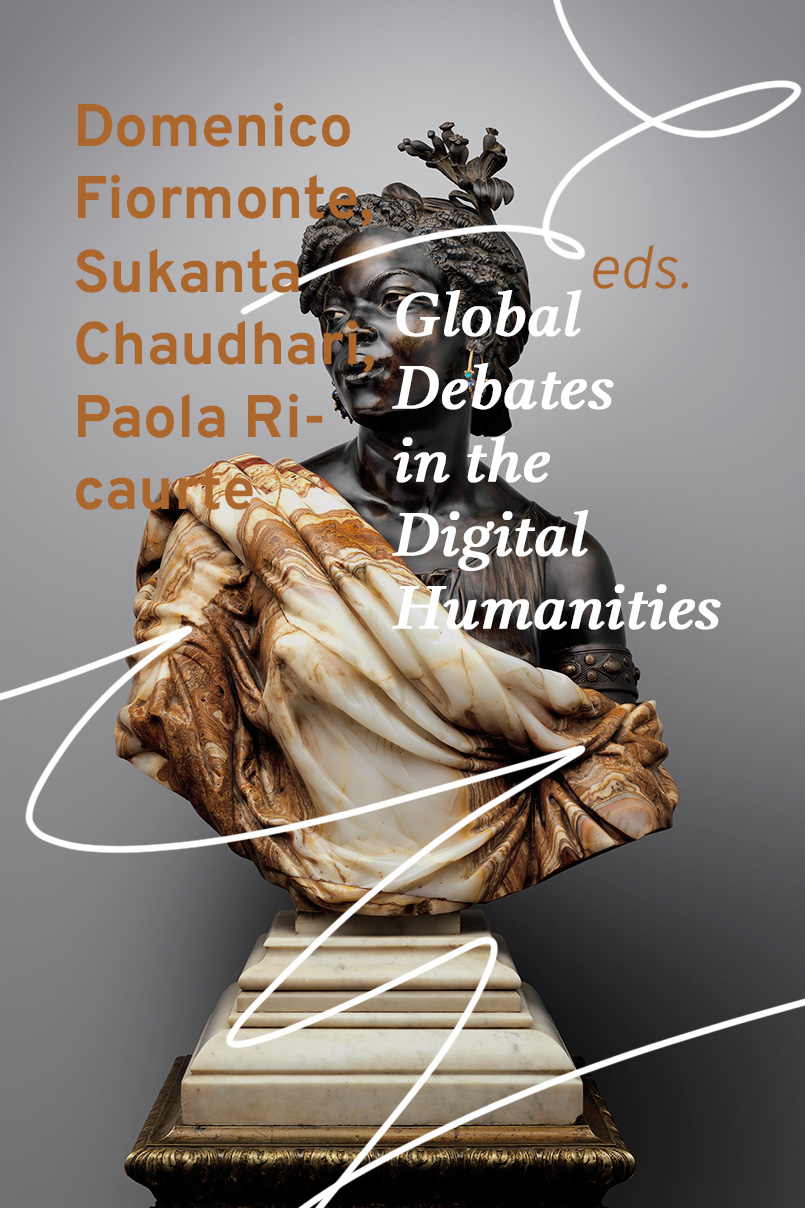 Domenico
Fiormonte,
Sukanta
Chaudhari,
Paola Ri-
caurte
eds.
Global
Debates
in the
Digital
Humanities